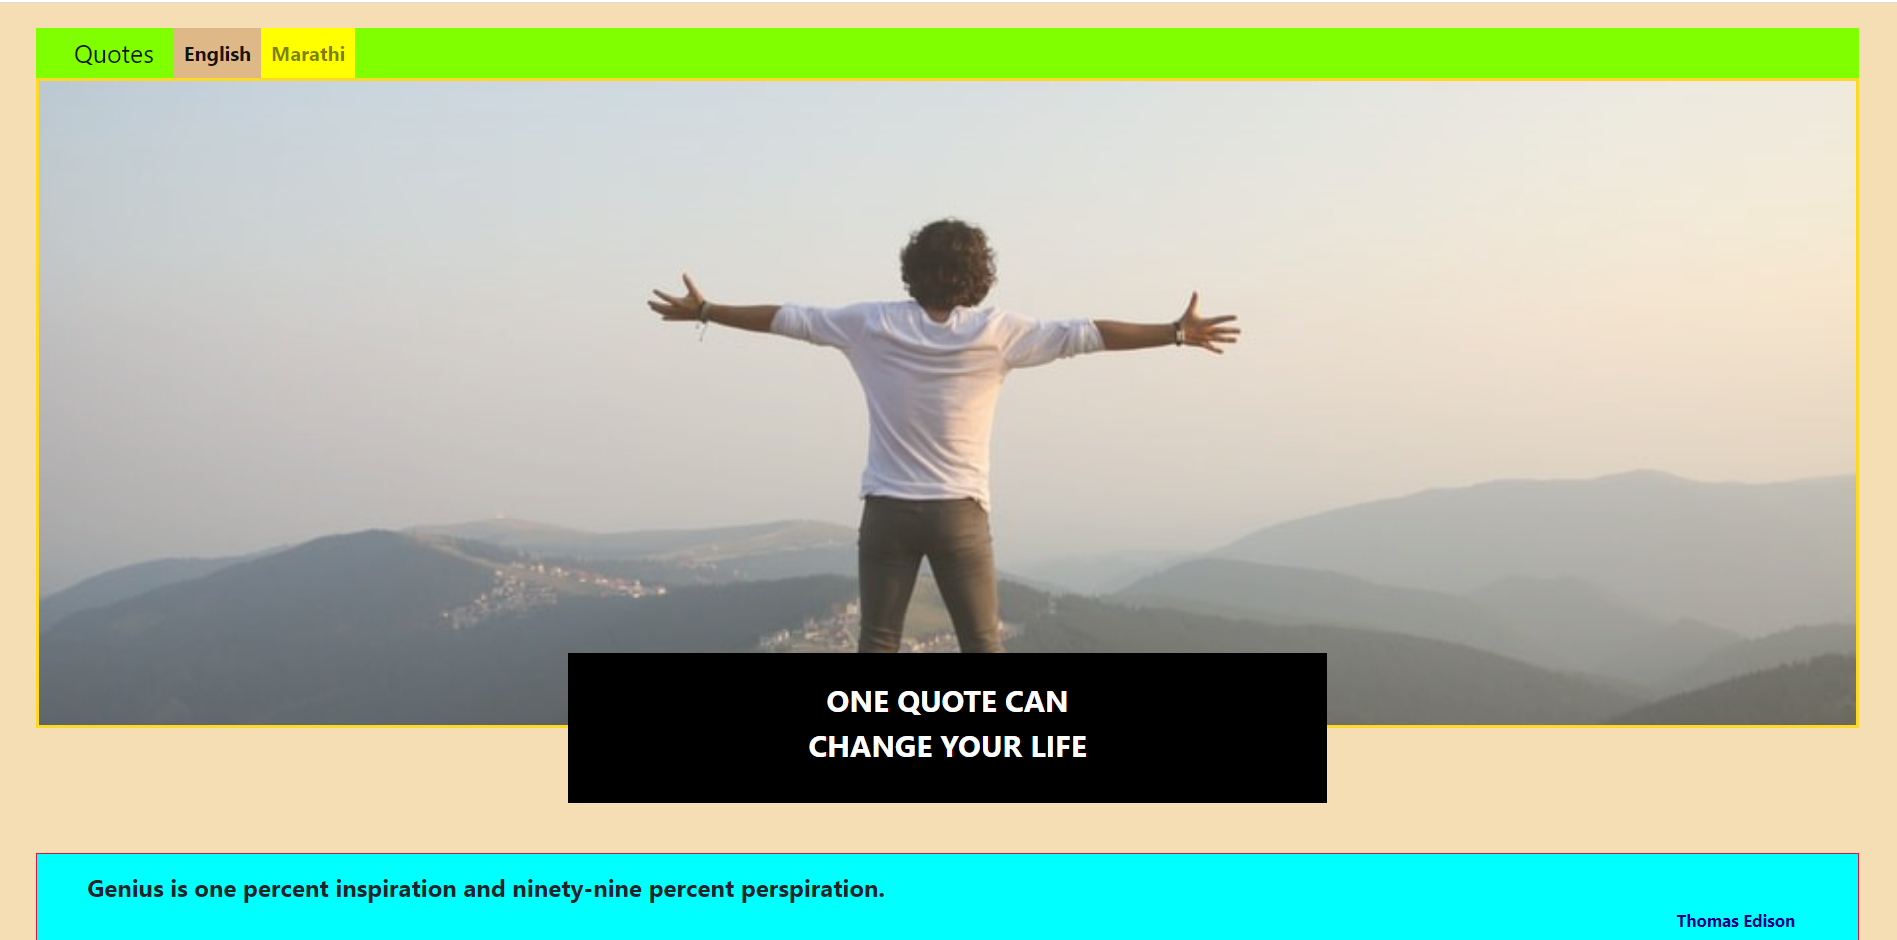 Quotes English Marathi
ONE QUOTE CAN
CHANGE YOUR LIFE
Genius is one percent inspiration and ninety-nine percent perspiration.
Thomas Edison